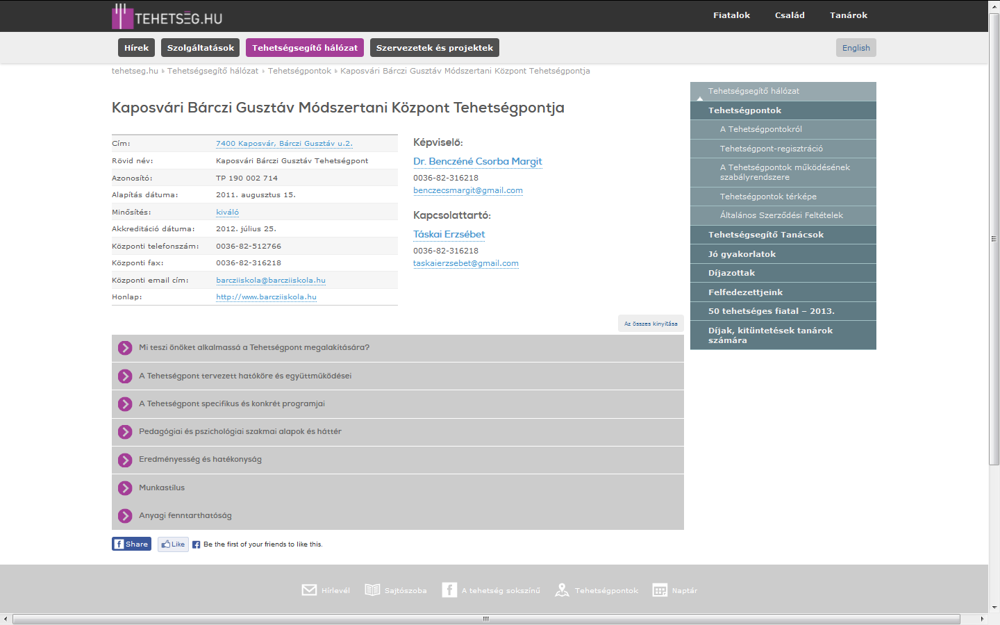 TEHETSÉG.HU
Fiatalok Család Tanárok
Hírek Szolgáltatások Tehetségsegítő hálózat Szervezetek és projektek English
tehetseg.hu Tehetségsegítő hálózat Tehetségpontok Kaposvári Bárczi Gusztáv Módszertani Központ Tehetségpontja
Kaposvári Bárczi Gusztáv Módszertani Központ Tehetségpontja
Cím: 7400 Kaposvár, Bárczi Gusztáv u.2.
Rövid név: Kaposvári Bárczi Gusztáv Tehetségpont
Azonosító: TP 190 002 714
Alapítás dátuma: 2011. augusztus 15.
Minősítés: kiváló
Akkreditáció dátuma: 2012. július 25.
Központi telefonszám: 0036-82-512766
Központi fax: 0036-82-316218
Központi email cím: barcziiskola@barcziiskola.hu
Honlap: http://www.barcziiskola.hu
Képviselő:
Dr. Benczéné Csorba Margit
0036-82-316218
benczecsmargit@gmail.com
Kapcsolattartó:
Táskai Erzsébet
0036-82-316218
taskaierzsebet@gmail.com
Tehetségsegítő hálózat
Tehetségpontok
A Tehetségpontokról
Tehetségpont-regisztráció
A Tehetségpontok működésének
szabályrendszere
Tehetségpontok térképe
Általános Szerződési Feltételek
Tehetségsegítő Tanácsok
Jó gyakorlatok
Díjazottak
Felfedezettjeink
50 tehetséges fiatal – 2013.
Díjak, kitüntetések tanárok
számára
Az összes kinyitása
Mi teszi önöket alkalmassá a Tehetségpont megalakítására?
A Tehetségpont tervezett hatóköre és együttműködései
A Tehetségpont specifikus és konkrét programjai
Pedagógiai és pszichológiai szakmai alapok és háttér
Eredményesség és hatékonyság
Munkastílus
Anyagi fenntarthatóság
Share Like Be the first of your friends to like this.
Hírlevél Sajtószoba A tehetség sokszínű Tehetségpontok Naptár